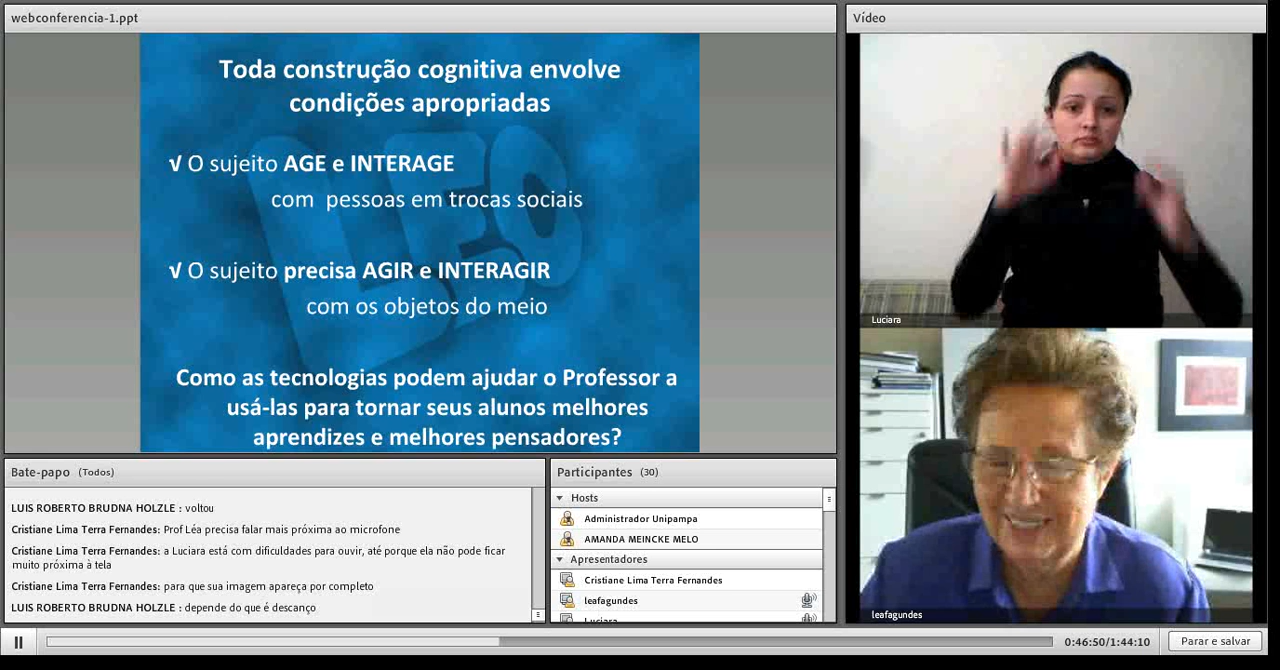 webconferencia-1.ppt
Toda construção cognitiva envolve
condições apropriadas
√ O sujeito AGE e INTERAGE
com pessoas em trocas sociais
√ O sujeito precisa AGIR e INTERAGIR
com os objetos do meio
Como as tecnologias podem ajudar o Professor a
usá-las para tornar seus alunos melhores
aprendizes e melhores pensadores?
LEO
Vídeo
Luciara
leafagundes
Bate-papo (Todos)
LUIS ROBERTO BRUDNA HOLZLE : voltou
Cristiane Lima Terra Fernandes: Prof Léa precisa falar mais próxima ao microfone
Cristiane Lima Terra Fernandes: a Luciara está com dificuldades para ouvir, até porque ela não pode ficar
muito próxima à tela
Cristiane Lima Terra Fernandes: para que sua imagem apareça por completo
LUIS ROBERTO BRUDNA HOLZLE : depende do que é descanço
Participantes (30)
Hosts
Administrador Unipampa
AMANDA MEINCKE MELO
Apresentadores
Cristiane Lima Terra Fernandes
leafagundes
Luciara
0:46:50/1:44:10
Parar e salvar